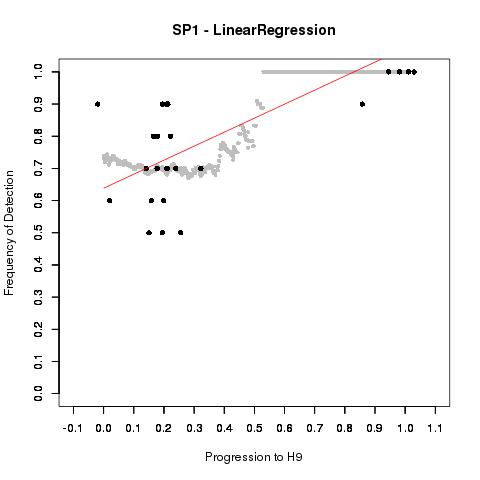 SP1 - LinearRegression
Frequency of Detection
1.0
0.9
0.8
0.7
0.6
0.5
0.4
0.3
0.2
0.1
0.0
-0.1 0.0 0.1 0.2 0.3 0.4 0.5 0.6 0.7 0.8 0.9 1.0 1.1
Progression to H9